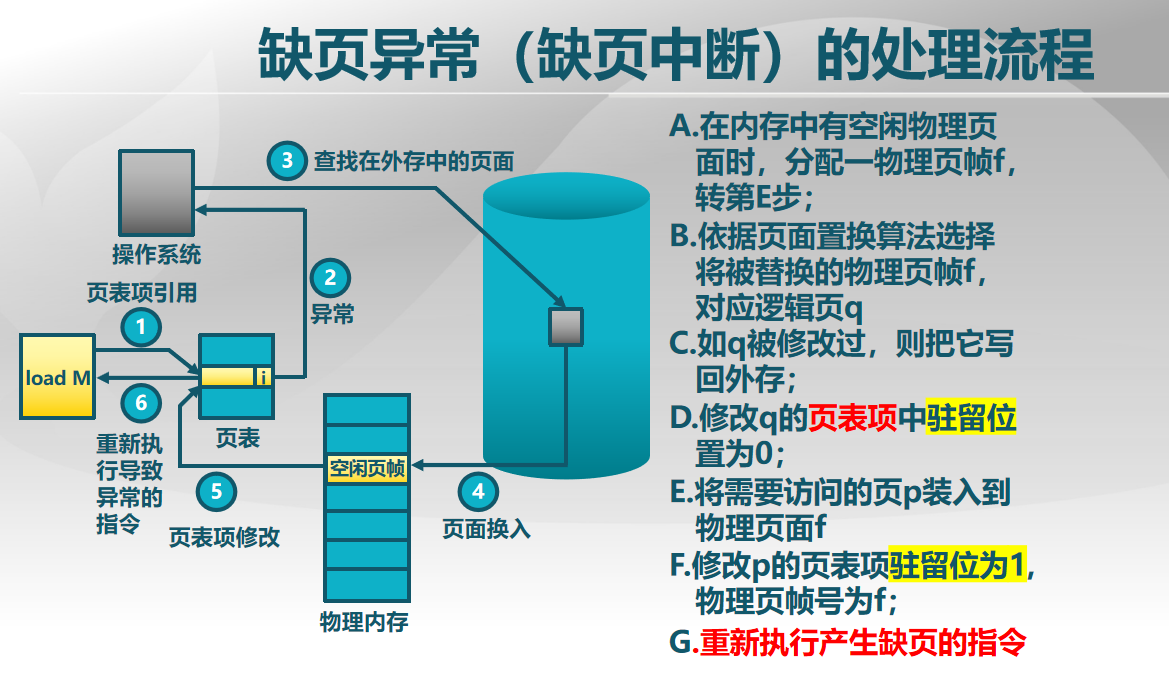 缺页异常（缺页中断）的处理流程
3 查找在外存中的页面
操作系统
页表项引用
1
2
异常
load M
i
6
页表
重新执
行导致
异常的
指令
5
页表项修改
空闲页帧
4
页面换入
物理内存
A.在内存中有空闲物理页
面时，分配一物理页帧f，
转第E步；
B.依据页面置换算法选择
将被替换的物理页帧f，
对应逻辑页q
C.如q被修改过，则把它写
回外存；
D.修改q的页表项中驻留位
置为0；
E.将需要访问的页p装入到
物理页面f
F.修改p的页表项驻留位为1，
物理页帧号为f；
G.重新执行产生缺页的指令